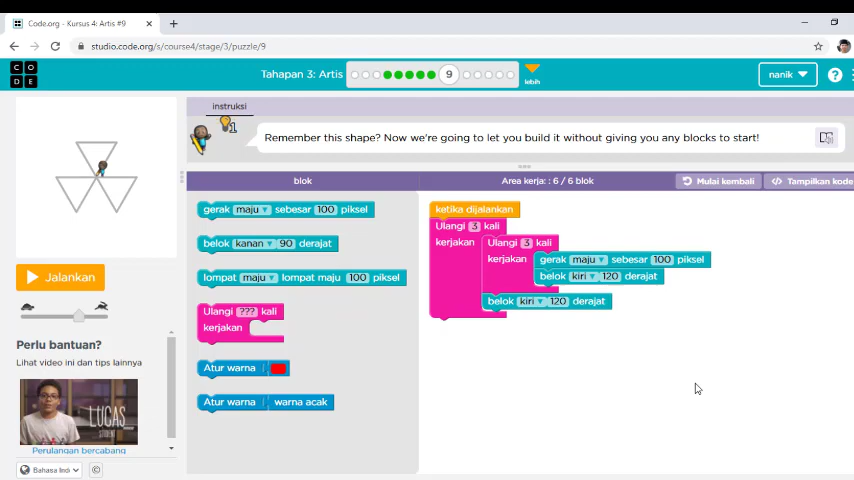 Code.org - Kursus 4: Artis #9
studio.code.org/s/course4/stage/3/puzzle/9
C O
D E
Tahapan 3: Artis
9
lebih
nanik
?
instruksi
1
Remember this shape? Now we're going to let you build it without giving you any blocks to start!
blok
Area kerja: : 6 / 6 blok
Mulai kembali
Tampilkan kode
gerak maju sebesar 100 piksel
belok kanan 90 derajat
lompat maju lompat maju 100 piksel
Ulangi ??? kali
kerjakan
Atur warna
Atur warna warna acak
ketika dijalankan
Ulangi 3 kali
kerjakan
Ulangi 3 kali
kerjakan
gerak maju sebesar 100 piksel
belok kiri 120 derajat
belok kiri 120 derajat
Jalankan
Perlu bantuan?
Lihat video ini dan tips lainnya
LUCAS
STUDENT
Perulangan bercabang
Bahasa Ind
©